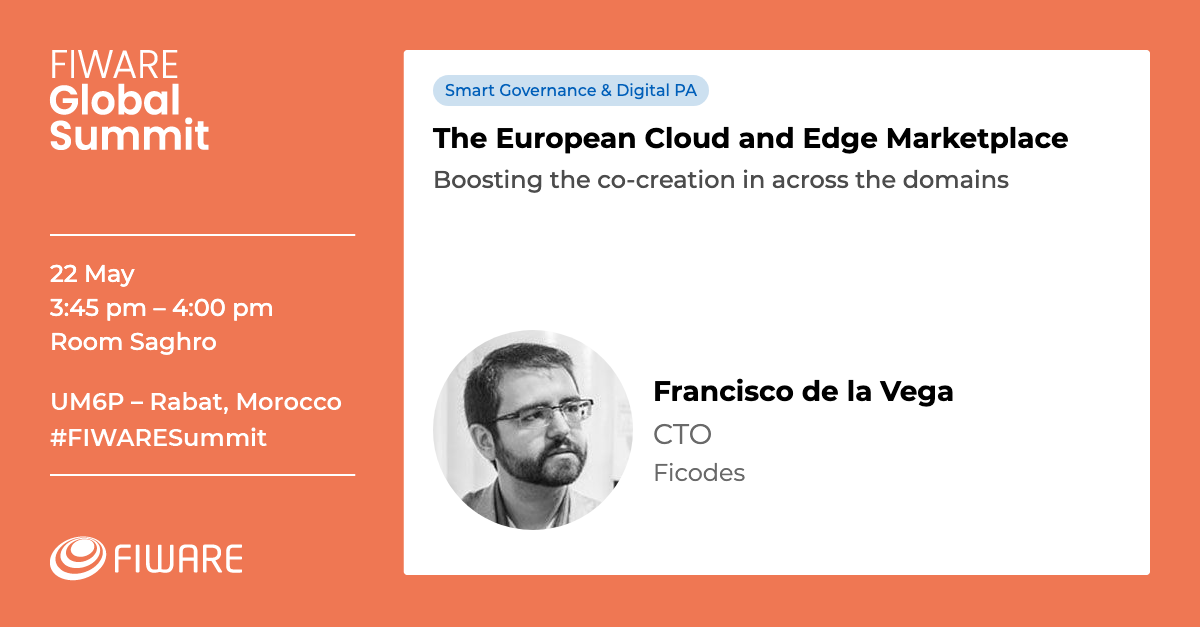 FIWARE
Global
Summit
22 May
3:45 pm – 4:00 pm
Room Saghro
UM6P – Rabat, Morocco
#FIWARESummit
FIWARE
Smart Governance & Digital PA
The European Cloud and Edge Marketplace
Boosting the co-creation in across the domains
Francisco de la Vega
CTO
Ficodes